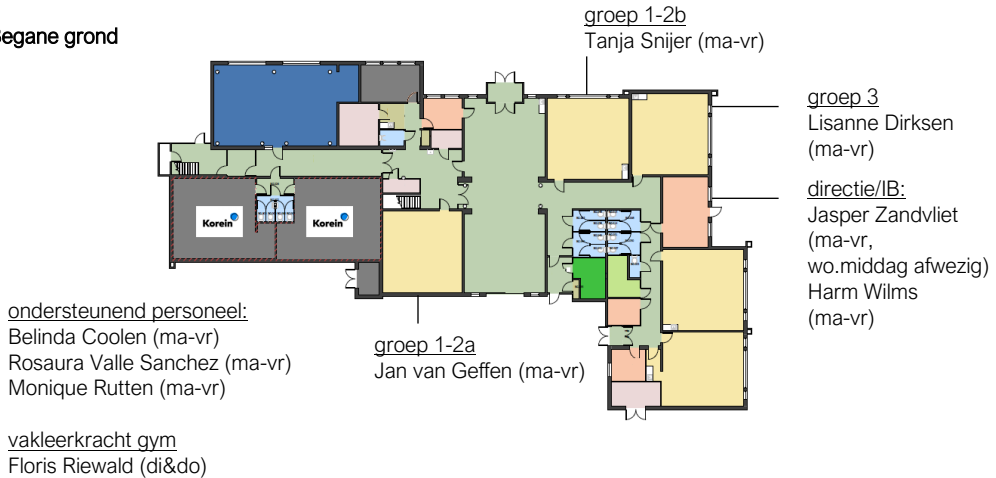 Begane grond
groep 1-2b
Tanja Snijer (ma-vr)
groep 3
Lisanne Dirksen
(ma-vr)
directie/IB:
Jasper Zandvliet
(ma-vr,
wo.middag afwezig)
Harm Wilms
(ma-vr)
Korein
Korein
ondersteunend personeel:
Belinda Coolen (ma-vr)
Rosaura Valle Sanchez (ma-vr)
Monique Rutten (ma-vr)
groep 1-2a
Jan van Geffen (ma-vr)
vakleerkracht gym
Floris Riewald (di&do)